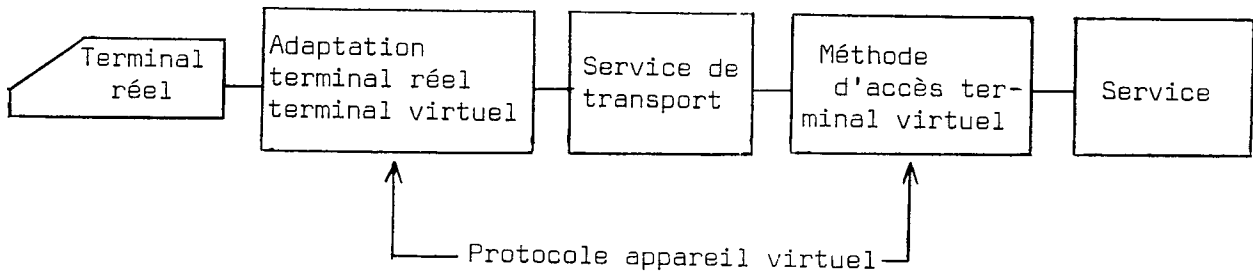 Terminal
réel
Adaptation
terminal réel
terminal virtuel
Service de
transport
Méthode
d'accès ter-
minal virtuel
Service
Protocole appareil virtuel